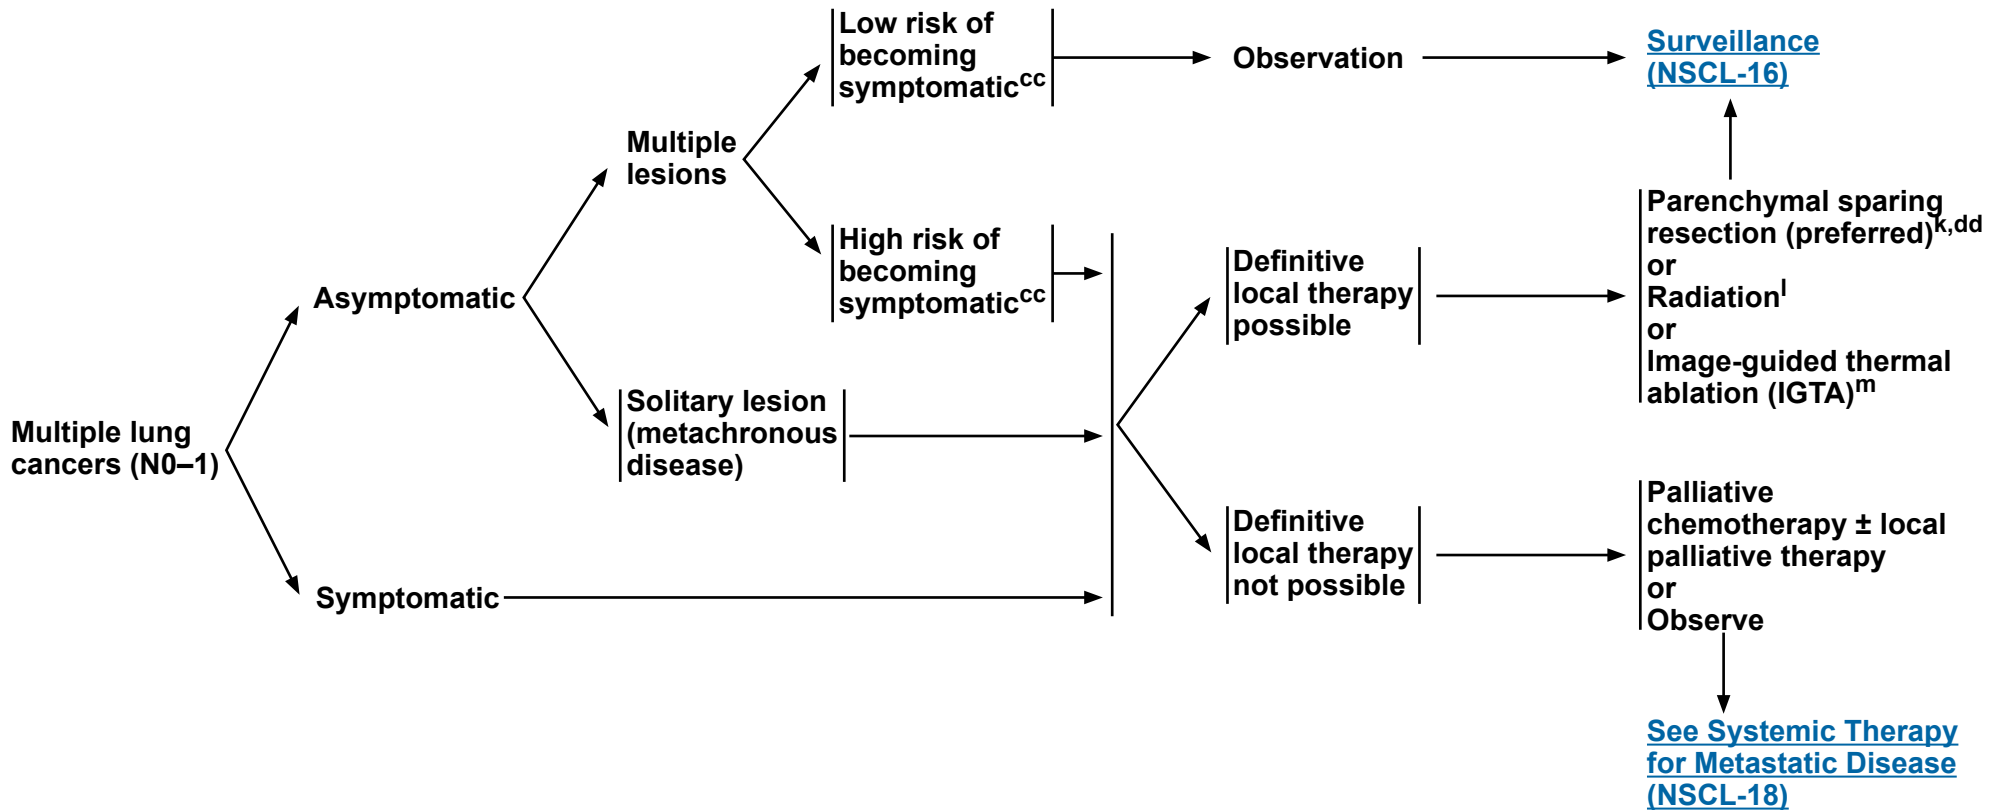 Multiple lung
cancers (N0–1)
Asymptomatic
Symptomatic
Multiple
lesions
Solitary lesion
(metachronous
disease)
Low risk of
becoming
symptomaticcc
High risk of
becoming
symptomaticcc
Observation
Definitive
local therapy
possible
Definitive
local therapy
not possible
Surveillance
(NSCL-16)
Parenchymal sparing
resection (preferred)k,dd
or
Radiationl
or
Image-guided thermal
ablation (IGTA)m
Palliative
chemotherapy ± local
palliative therapy
or
Observe
See Systemic Therapy
for Metastatic Disease
(NSCL-18)